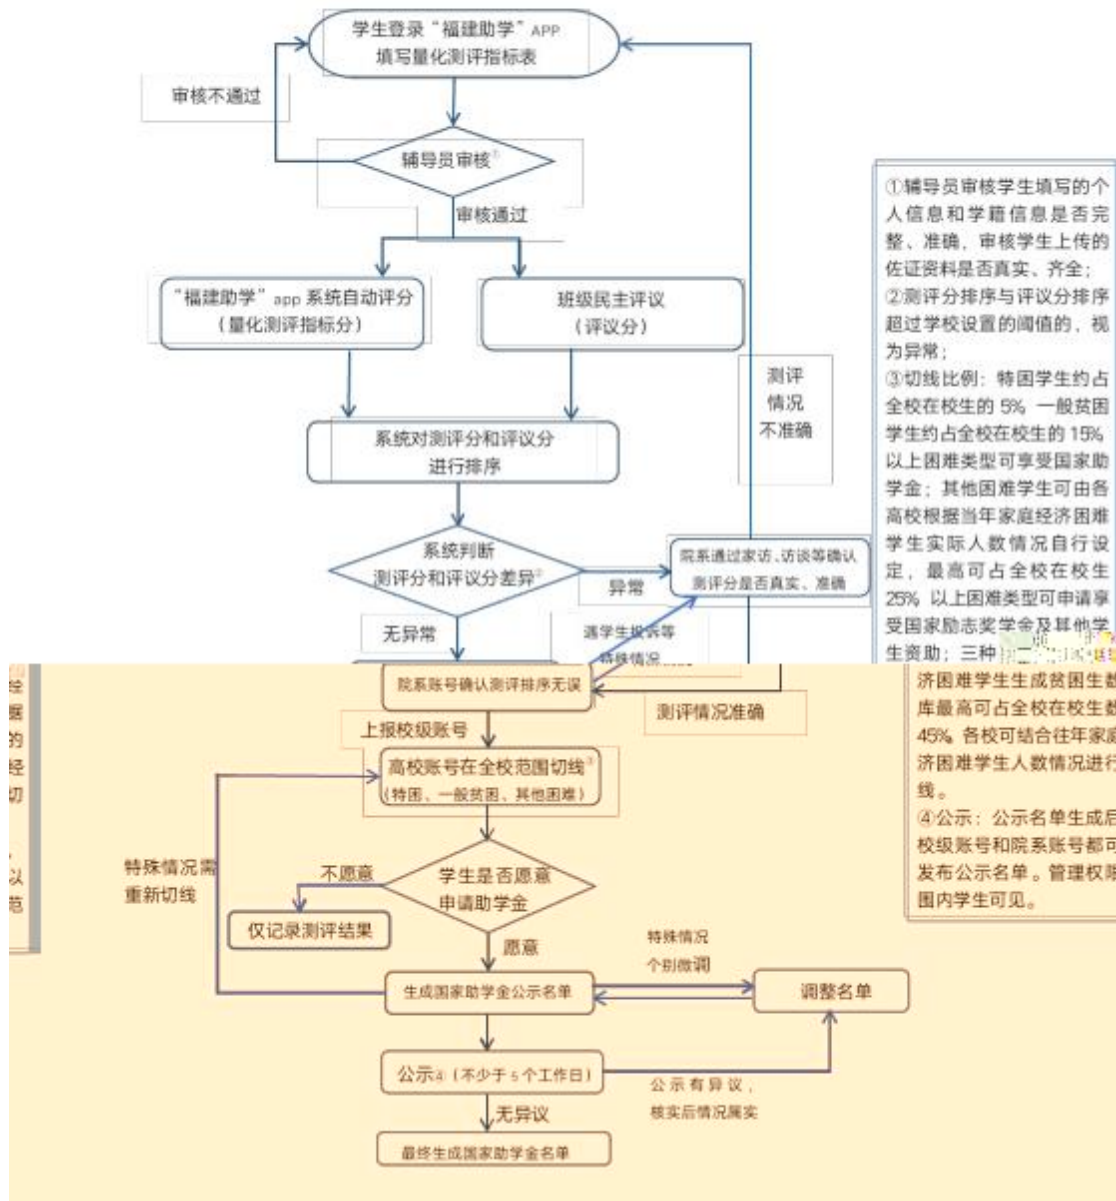 学生登录“福建助学”APP
填写量化测评指标表
审核不通过
辅导员审核①
审核通过
“福建助学”app系统自动评分
（量化测评指标分）
班级民主评议
（评议分）
系统对测评分和评议分
进行排序
测评
情况
不准确
系统判断
测评分和评议分差异②
异常
院系通过家访、访谈等确认
测评分是否真实、准确
无异常
遇学生投诉等
特殊情况
①辅导员审核学生填写的个
人信息和学籍信息是否完
整、准确，审核学生上传的
佐证资料是否真实、齐全；
②测评分排序与评议分排序
超过学校设置的阈值的，视
为异常；
③切线比例：特困学生约占
全校在校生的 5%，一般贫困
学生约占全校在校生的 15%
以上困难类型可享受国家助
学金；其他困难学生可由各
高校根据当年家庭经济困难
学生实际人数情况自行设
定，最高可占全校在校生
25%，以上困难类型可申请享
受国家励志奖学金及其他学
生资助；三种
济困难学生生成贫困生数
库最高可占全校在校生数
45%，各校可结合往年家庭
济困难学生人数情况进行
线。
④公示：公示名单生成后
校级账号和院系账号都可
发布公示名单。管理权限
围内学生可见。
经
据
的
经
切
以
范
院系账号确认测评排序无误
测评情况准确
上报校级账号
高校账号在全校范围切线③
（特困、一般贫困、其他困难）
特殊情况需
重新切线
不愿意
学生是否愿意
申请助学金
仅记录测评结果
愿意
特殊情况
个别微调
生成国家助学金公示名单
调整名单
公示④（不少于 5 个工作日）
公示有异议，
核实后情况属实
无异议
最终生成国家助学金名单